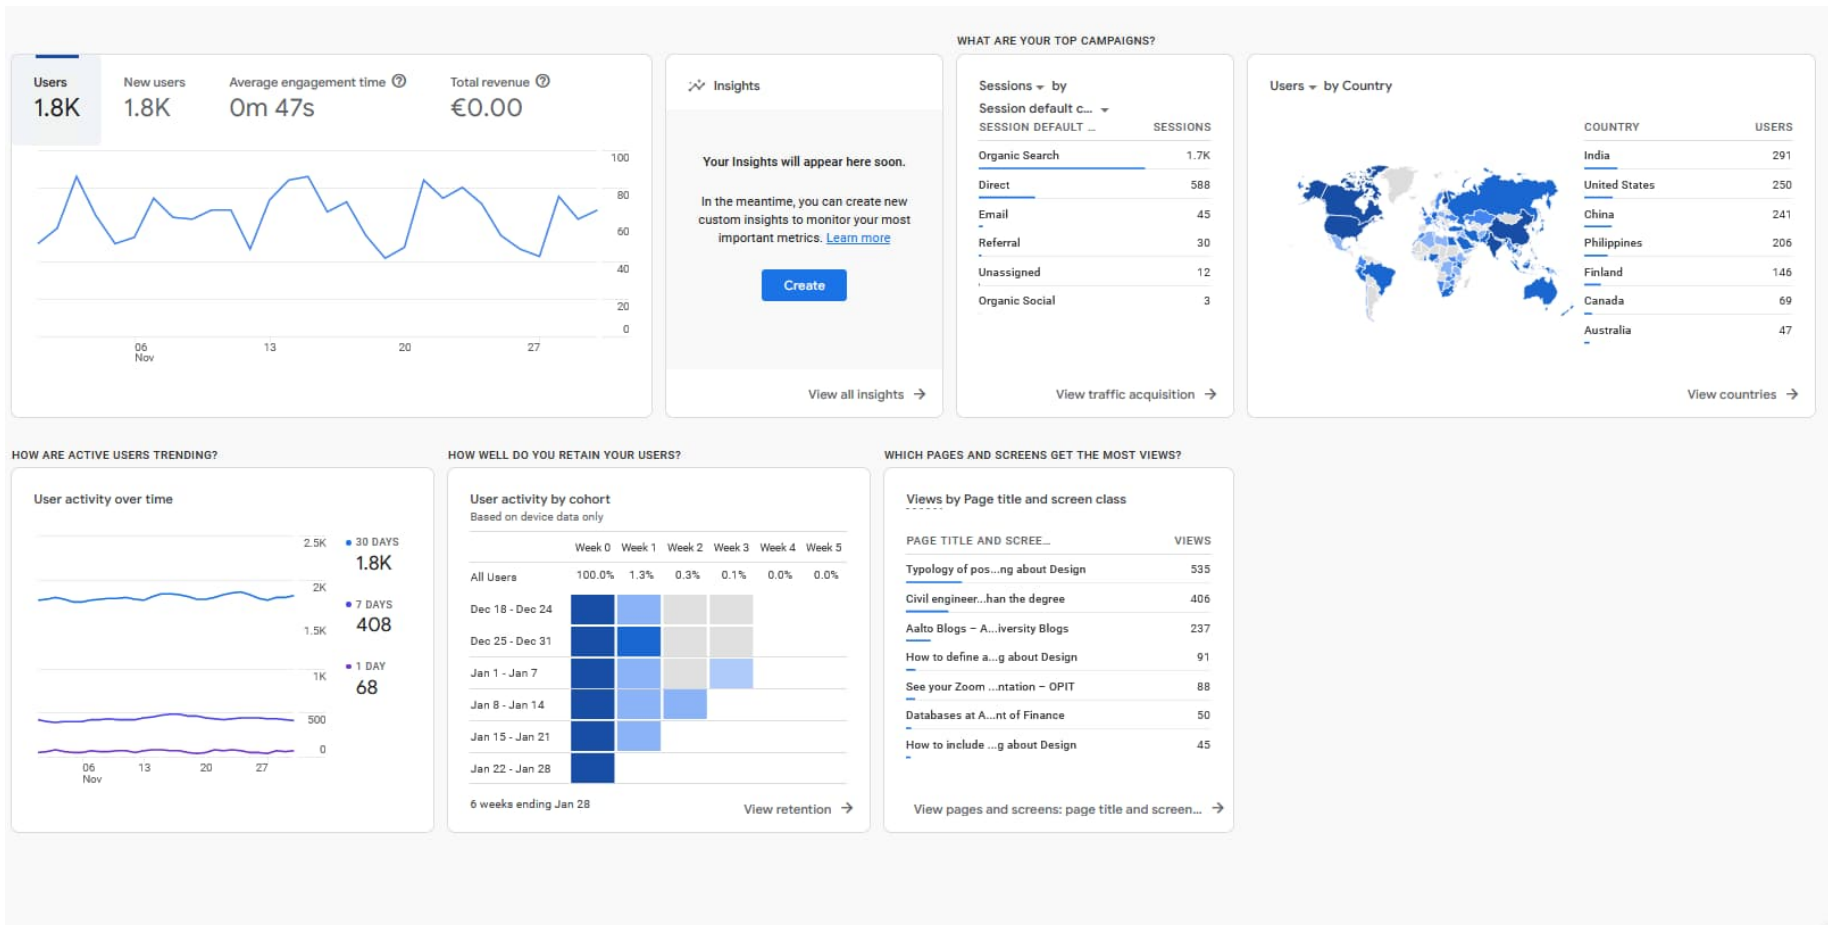 WHAT ARE YOUR TOP CAMPAIGNS?
Users
1.8K
New users
1.8K
Average engagement time
0m 47s
Total revenue
€0.00
100
80
60
40
20
0
06
Nov
13
20
27
Insights
Your Insights will appear here soon.
In the meantime, you can create new
custom insights to monitor your most
important metrics. Learn more
Create
View all insights
Sessions by
Session default c...
SESSION DEFAULT ... SESSIONS
Organic Search 1.7K
Direct 588
Email 45
Referral 30
Unassigned 12
Organic Social 3
View traffic acquisition
Users by Country
COUNTRY USERS
India 291
United States 250
China 241
Philippines 206
Finland 146
Canada 69
Australia 47
View countries
HOW ARE ACTIVE USERS TRENDING?
User activity over time
2.5K
2K
1.5K
1K
500
0
06
Nov
13
20
27
30 DAYS
1.8K
7 DAYS
408
1 DAY
68
HOW WELL DO YOU RETAIN YOUR USERS?
User activity by cohort
Based on device data only
Week 0 Week 1 Week 2 Week 3 Week 4 Week 5
All Users 100.0% 1.3% 0.3% 0.1% 0.0% 0.0%
Dec 18 - Dec 24
Dec 25 - Dec 31
Jan 1 - Jan 7
Jan 8 - Jan 14
Jan 15 - Jan 21
Jan 22 - Jan 28
6 weeks ending Jan 28
View retention
WHICH PAGES AND SCREENS GET THE MOST VIEWS?
Views by Page title and screen class
PAGE TITLE AND SCREE... VIEWS
Typology of pos...ng about Design 535
Civil engineer...han the degree 406
Aalto Blogs – A...iversity Blogs 237
How to define a...g about Design 91
See your Zoom ...ntation – OPIT 88
Databases at A...nt of Finance 50
How to include ...g about Design 45
View pages and screens: page title and screen...